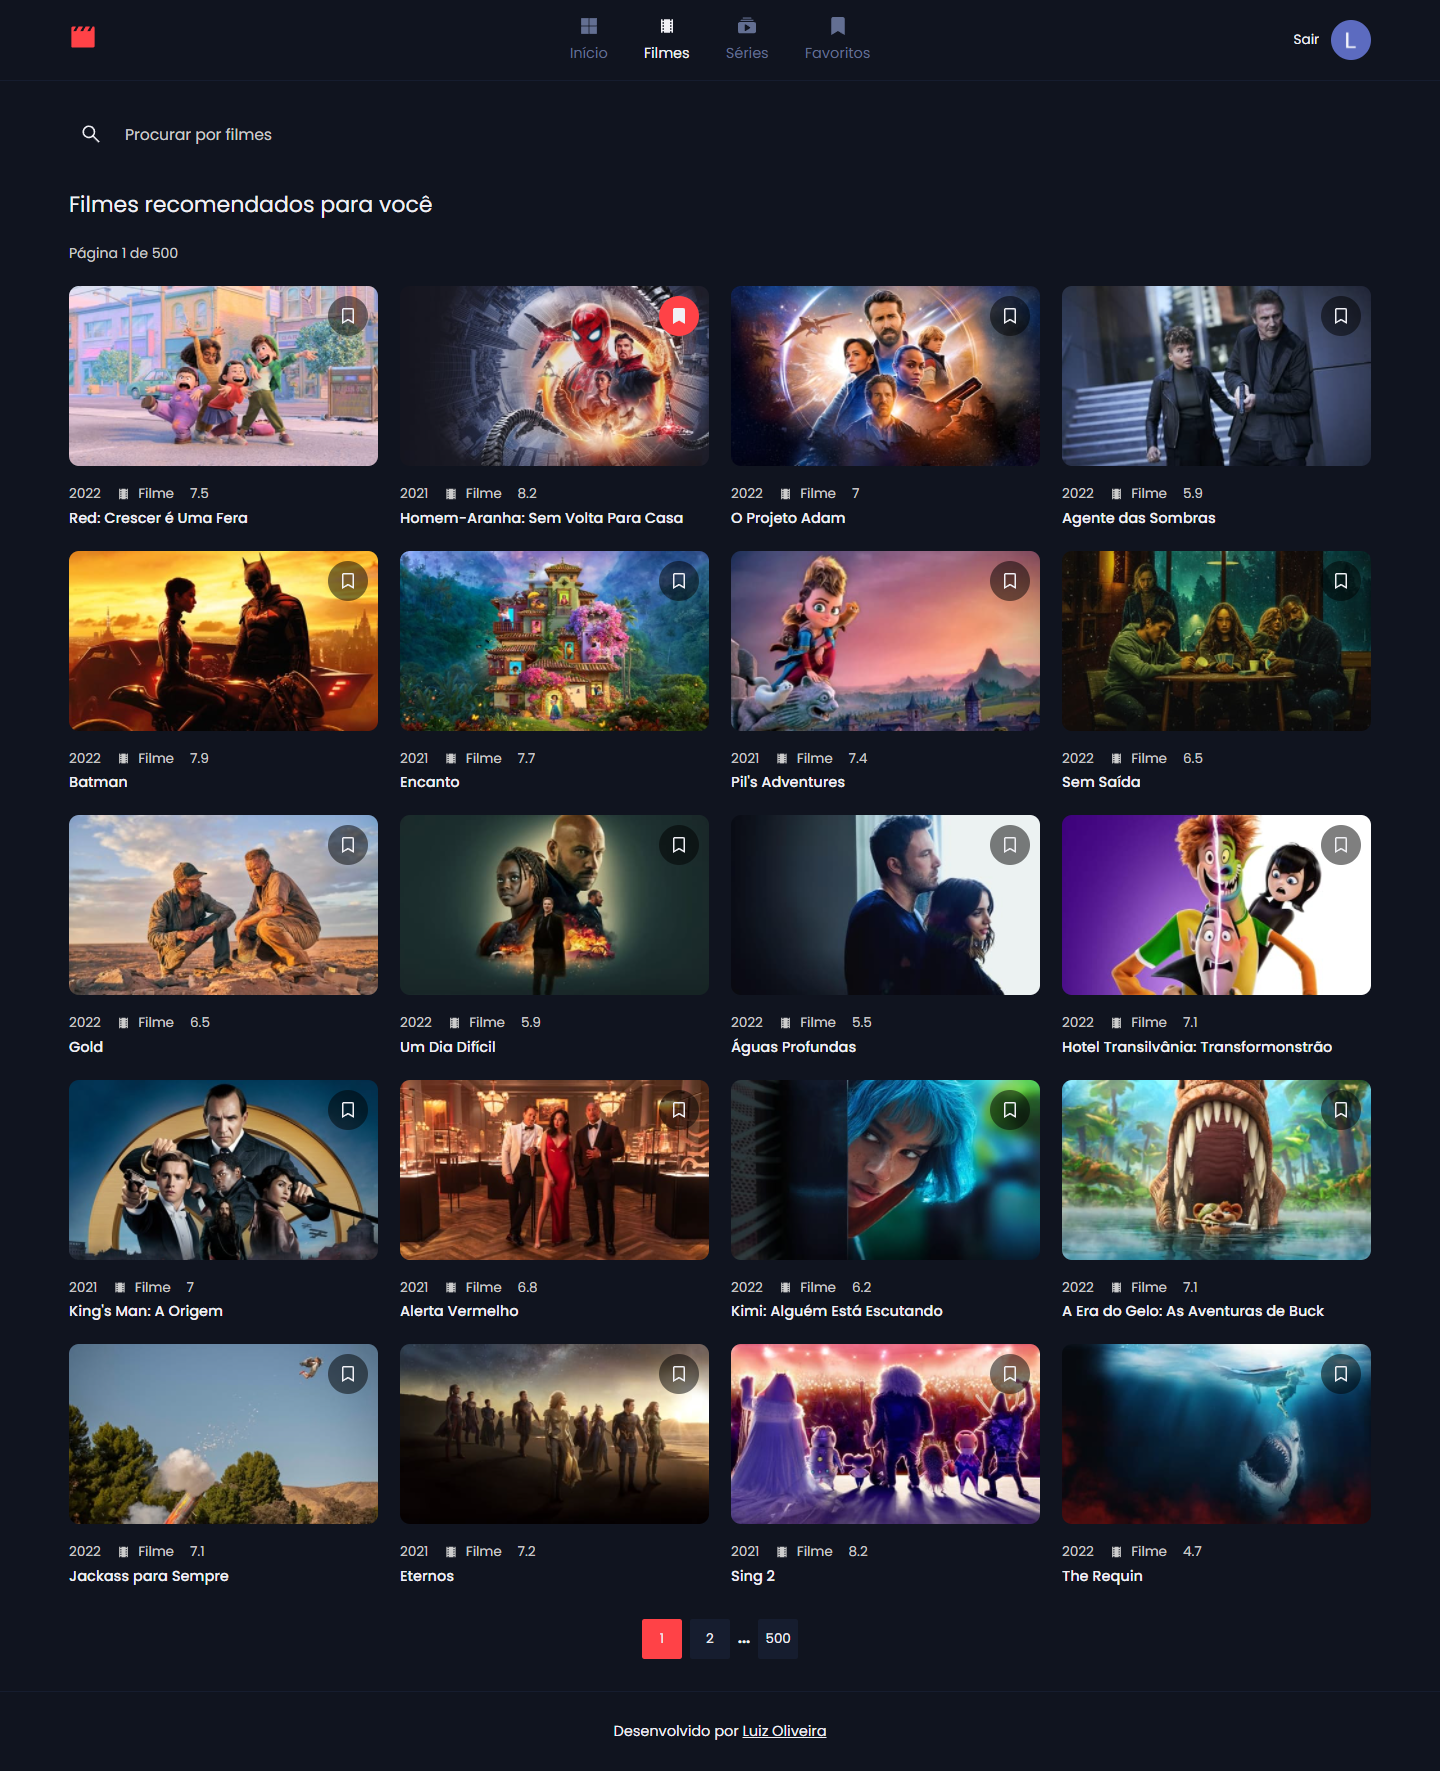 Início
Filmes
Séries
Favoritos
Sair
L
Procurar por filmes
Filmes recomendados para você
Página 1 de 500
2022 Filme 7.5
Red: Crescer é Uma Fera
2021 Filme 8.2
Homem-Aranha: Sem Volta Para Casa
2022 Filme 7
O Projeto Adam
2022 Filme 5.9
Agente das Sombras
2022 Filme 7.9
Batman
2021 Filme 7.7
Encanto
2021 Filme 7.4
Pil's Adventures
2022 Filme 6.5
Sem Saída
2022 Filme 6.5
Gold
2022 Filme 5.9
Um Dia Difícil
2022 Filme 5.5
Águas Profundas
2022 Filme 7.1
Hotel Transilvânia: Transformonstrão
2021 Filme 7
King's Man: A Origem
2021 Filme 6.8
Alerta Vermelho
2022 Filme 6.2
Kimi: Alguém Está Escutando
2022 Filme 7.1
A Era do Gelo: As Aventuras de Buck
2022 Filme 7.1
Jackass para Sempre
2021 Filme 7.2
Eternos
2021 Filme 8.2
Sing 2
2022 Filme 4.7
The Requin
1 2 ... 500
Desenvolvido por Luiz Oliveira